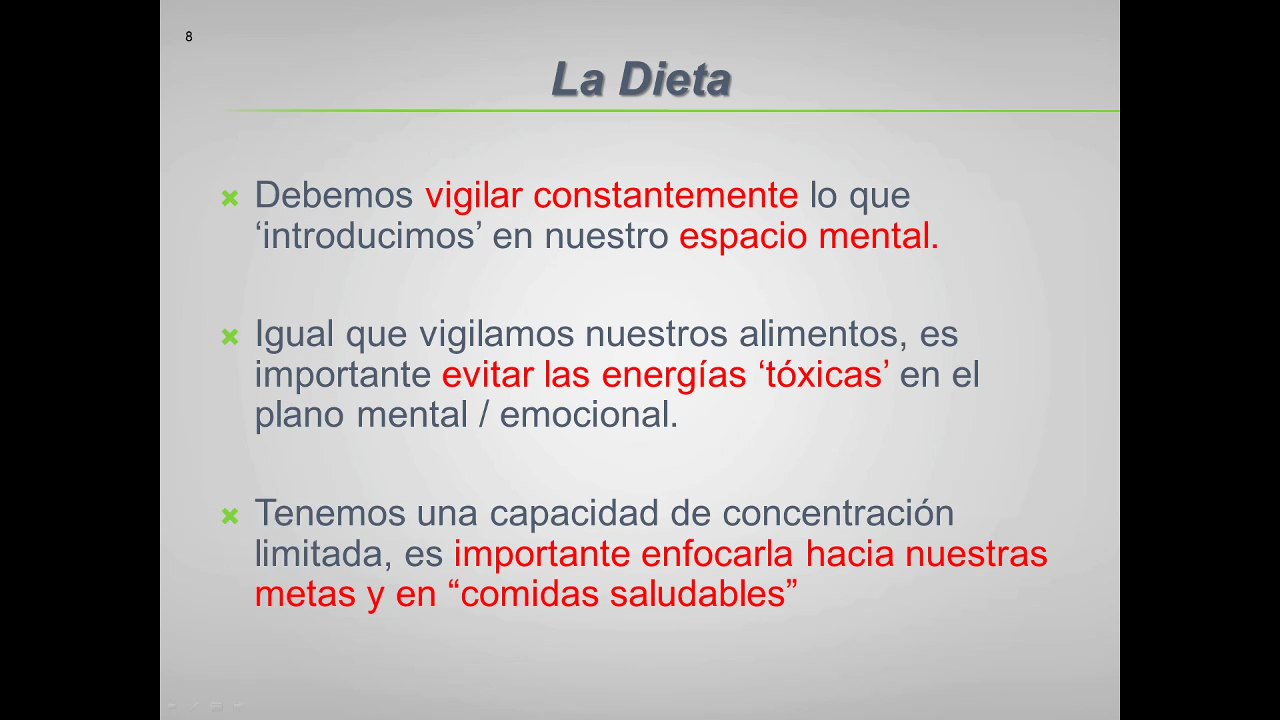 8
La Dieta
Debemos vigilar constantemente lo que
‘introducimos’ en nuestro espacio mental.
Igual que vigilamos nuestros alimentos, es
importante evitar las energías ‘tóxicas’ en el
plano mental / emocional.
Tenemos una capacidad de concentración
limitada, es importante enfocarla hacia nuestras
metas y en “comidas saludables”